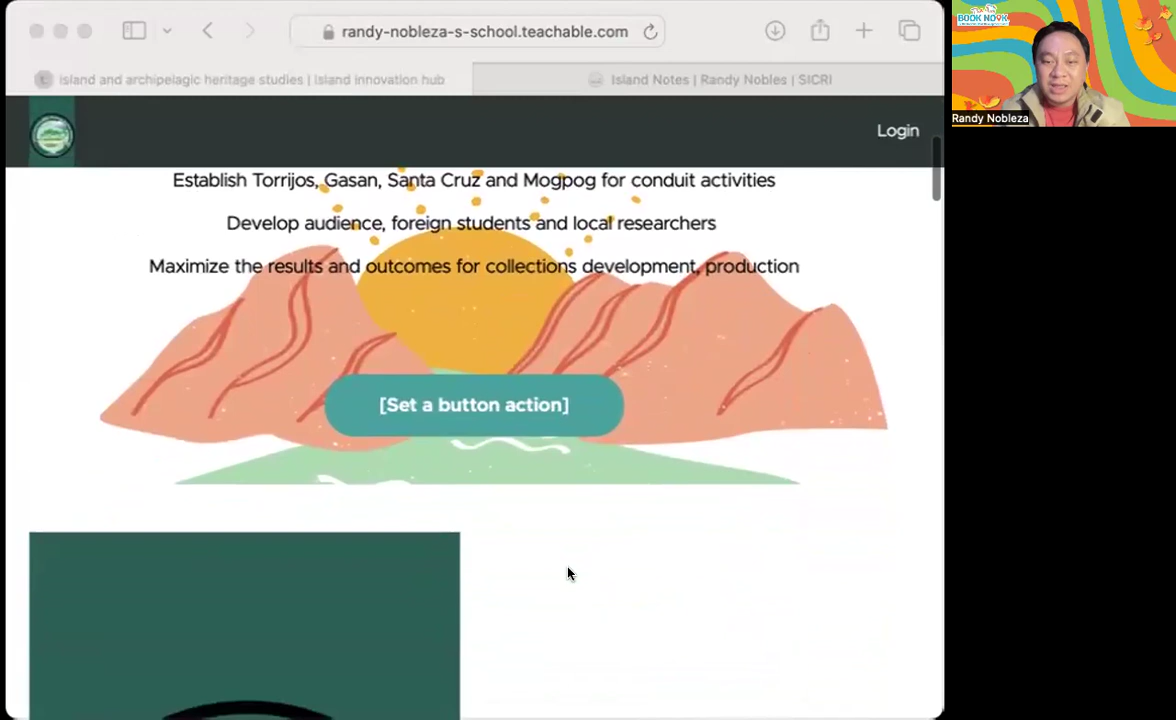 randy-nobleza-s-school.teachable.com
island and archipelagic heritage studies | Island innovation hub
Island Notes | Randy Nobles | SICRI
Login
Establish Torrijos, Gasan, Santa Cruz and Mogpog for conduit activities
Develop audience, foreign students and local researchers
Maximize the results and outcomes for collections development, production
[Set a button action]
BOOK NOOK
Randy Nobleza